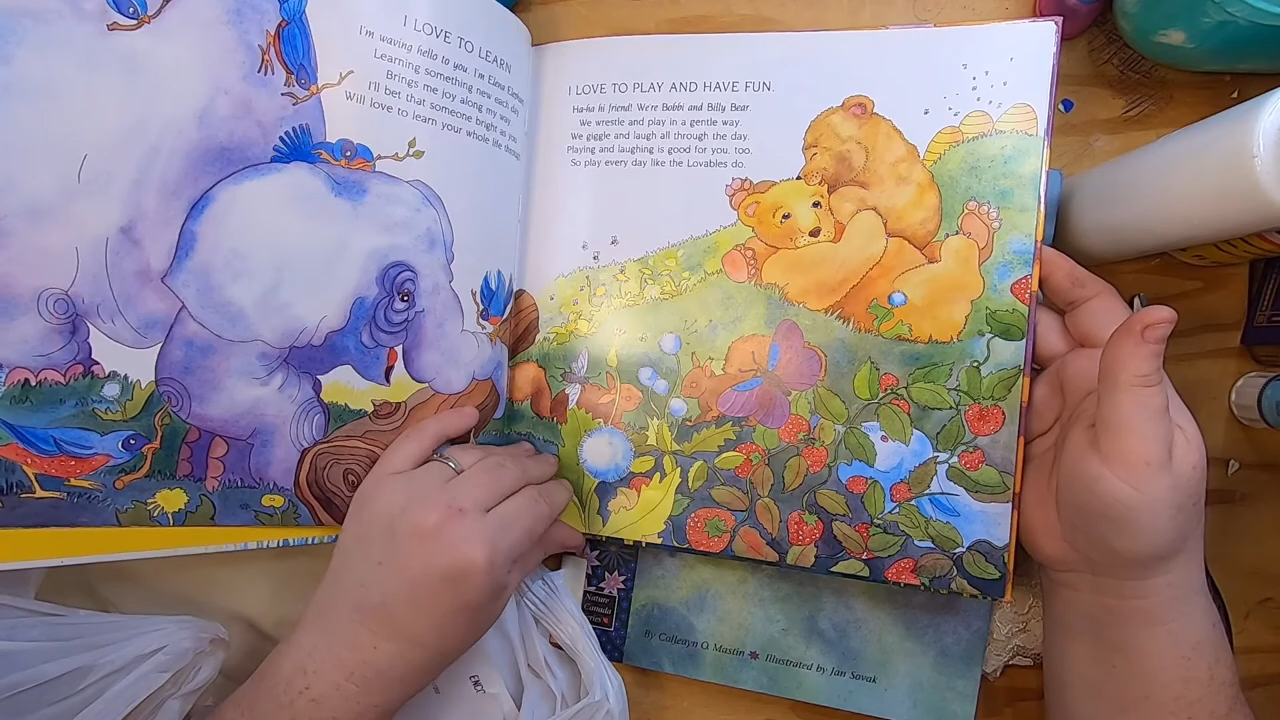 I LOVE TO LEARN
I'm waving hello to you. I'm Elena Elephant.
Learning something new each day
Brings me joy along my way.
I'll bet that someone bright as you
Will love to learn your whole life through.
I LOVE TO PLAY AND HAVE FUN.
Ha-ha hi friend! We're Bobbi and Billy Bear.
We wrestle and play in a gentle way.
We giggle and laugh all through the day.
Playing and laughing is good for you, too.
So play every day like the Lovables do.
Nature
Canada
By Colleayn O. Mastin Illustrated by Jan Sovak